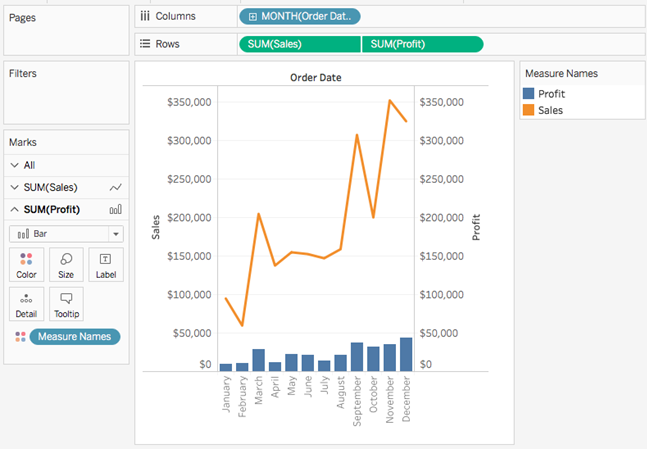 Pages
Columns
MONTH(Order Dat..
Rows
SUM(Sales)
SUM(Profit)
Filters
Marks
All
SUM(Sales)
SUM(Profit)
Bar
Color
Size
Label
Detail
Tooltip
Measure Names
Order Date
Sales
$350,000
$300,000
$250,000
$200,000
$150,000
$100,000
$50,000
$0
$350,000
$300,000
$250,000
$200,000
$150,000
$100,000
$50,000
$0
Profit
January
February
March
April
May
June
July
August
September
October
November
December
Measure Names
Profit
Sales